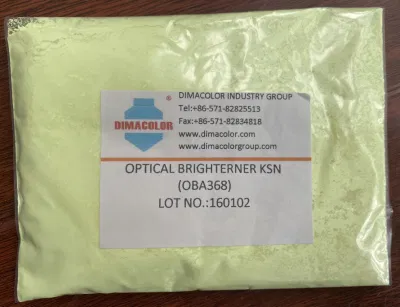 DIMACOLOR INDUSTRY GROUP
Tel:+86-571-82825513
Fax:+86-571-82834818
www.dimacolor.com
www.dimacolorgroup.com
DIMACOLOR
OPTICAL BRIGHTERNER KSN
(OBA368)
LOT NO.:160102